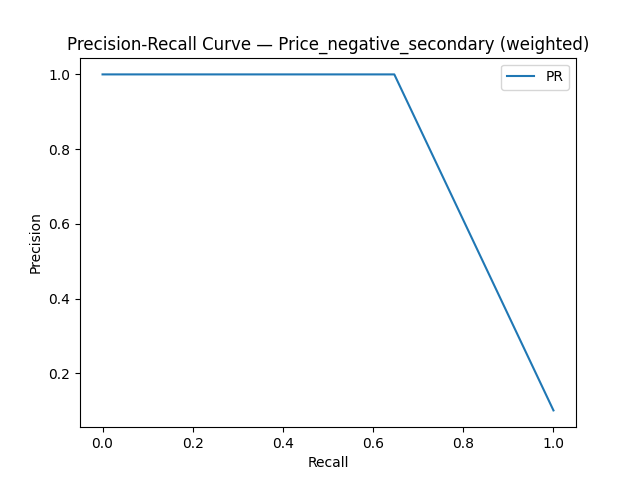 Precision-Recall Curve — Price_negative_secondary (weighted)
PR
1.0
0.8
0.6
0.4
0.2
Precision
0.0 0.2 0.4 0.6 0.8 1.0
Recall